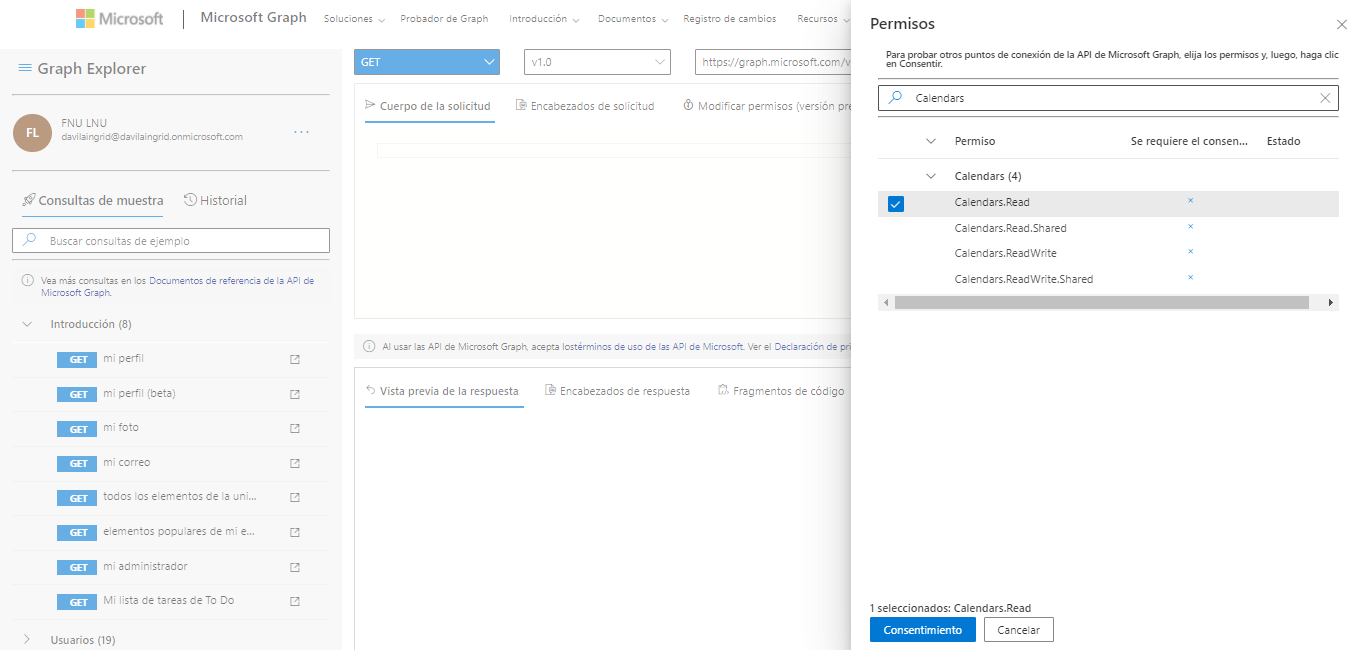 Microsoft
Microsoft Graph
Soluciones
Probador de Graph
Introducción
Documentos
Registro de cambios
Recursos
Graph Explorer
FL
FNU LNU
davilaingrid@davilaingrid.onmicrosoft.com
Consultas de muestra
Historial
Buscar consultas de ejemplo
Vea más consultas en los Documentos de referencia de la API de
Microsoft Graph.
Introducción (8)
GET mi perfil
GET mi perfil (beta)
GET mi foto
GET mi correo
GET todos los elementos de la uni...
GET elementos populares de mi e...
GET mi administrador
GET Mi lista de tareas de To Do
Usuarios (19)
GET
v1.0
https://graph.microsoft.com/v
Cuerpo de la solicitud
Encabezados de solicitud
Modificar permisos (versión pre
Al usar las API de Microsoft Graph, acepta lostérminos de uso de las API de Microsoft. Ver el Declaración de pri
Vista previa de la respuesta
Encabezados de respuesta
Fragmentos de código
Permisos
Para probar otros puntos de conexión de la API de Microsoft Graph, elija los permisos y, luego, haga clic
en Consentir.
Calendars
Permiso
Se requiere el consen...
Estado
Calendars (4)
Calendars.Read
Calendars.Read.Shared
Calendars.ReadWrite
Calendars.ReadWrite.Shared
1 seleccionados: Calendars.Read
Consentimiento
Cancelar